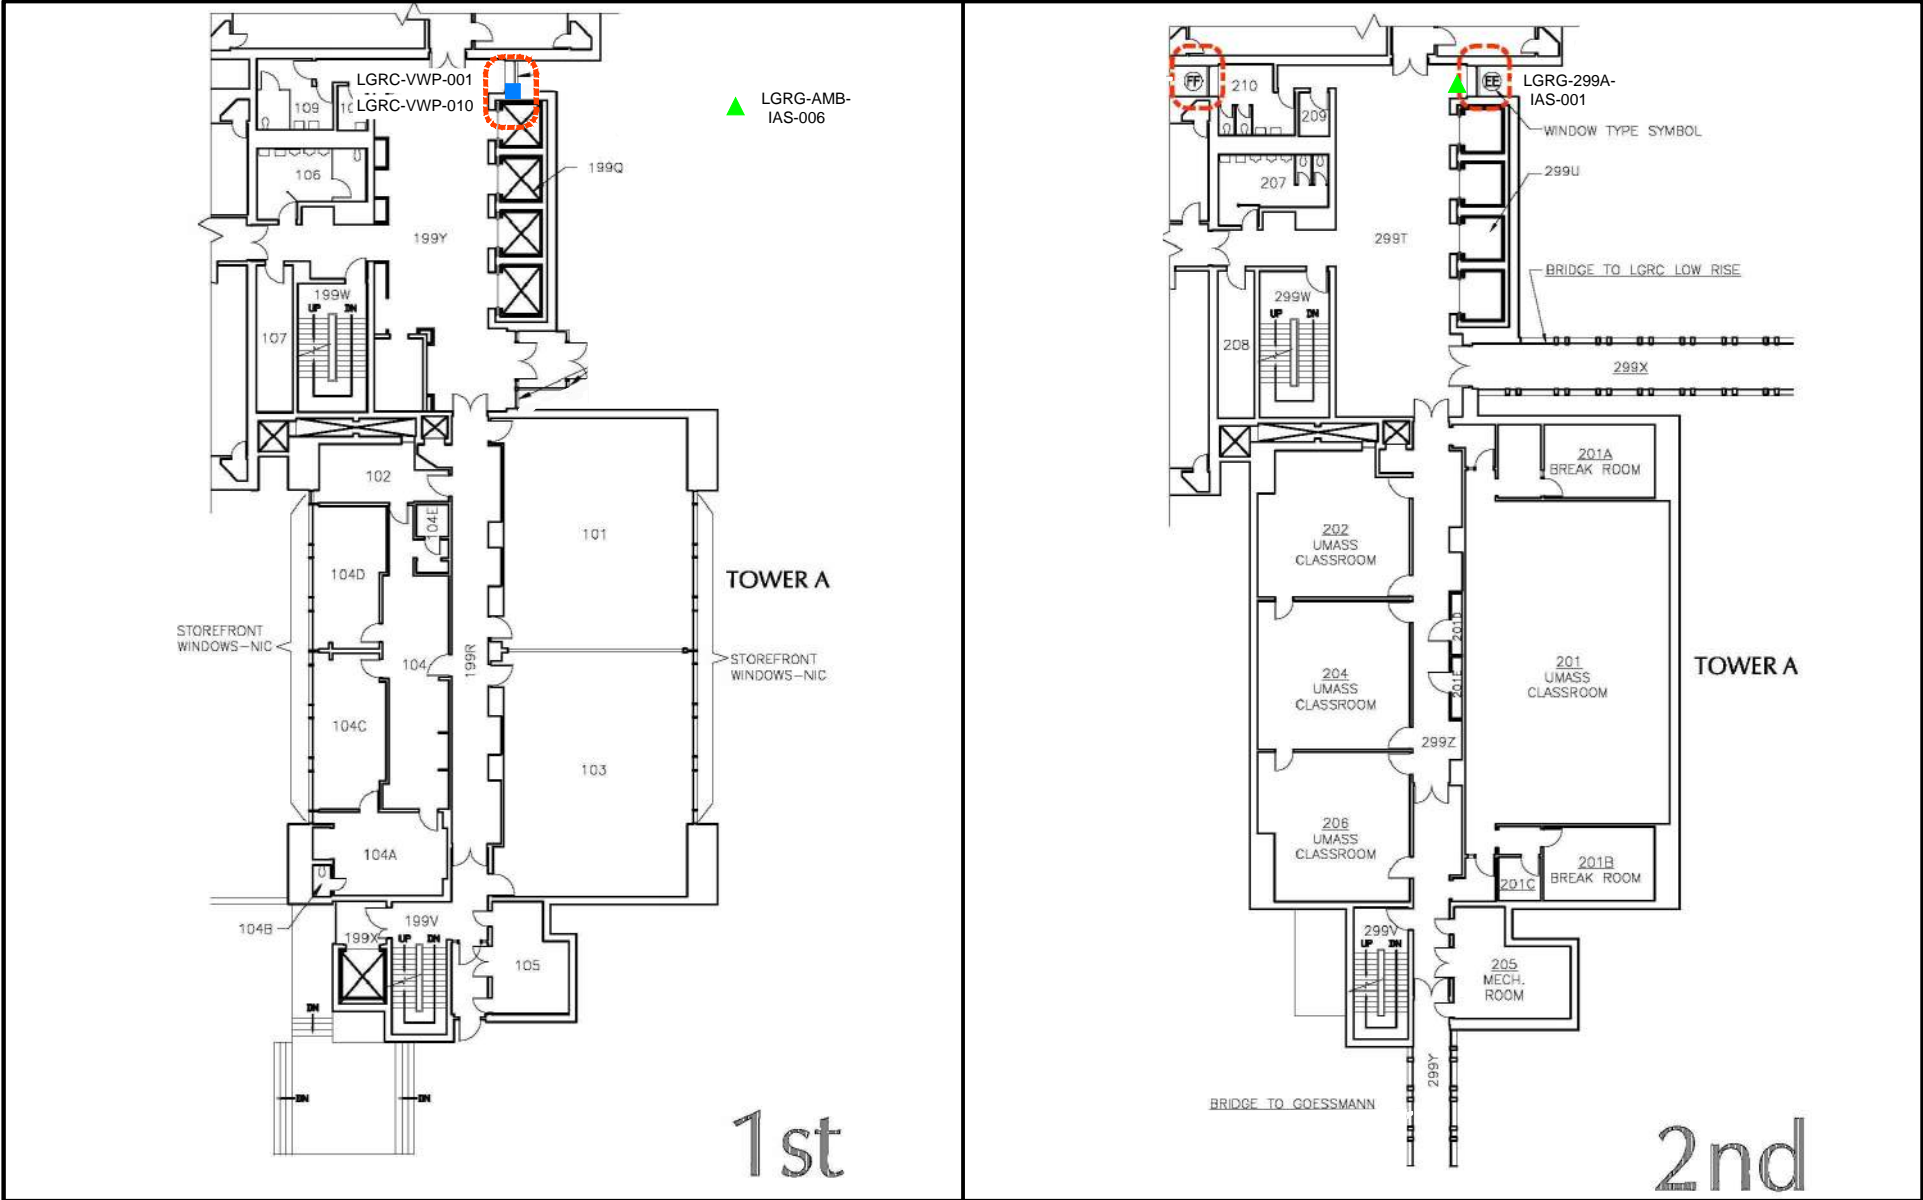 LGRC-VWP-001
LGRC-VWP-010
LGRG-AMB-
IAS-006
109
106
199Q
199Y
199W
UP DN
107
102
104E
101
104D
TOWER A
STOREFRONT
WINDOWS-NIC
104
199R
STOREFRONT
WINDOWS-NIC
104C
103
104A
104B
199V
199X
UP DN
105
DN
DN
DN
1st
FF
210
EE
LGRG-299A-
IAS-001
209
WINDOW TYPE SYMBOL
207
299U
299T
BRIDGE TO LGRC LOW RISE
299W
UP DN
208
299X
201A
BREAK ROOM
202
UMASS
CLASSROOM
201D
204
UMASS
CLASSROOM
201E
201
UMASS
CLASSROOM
TOWER A
299Z
206
UMASS
CLASSROOM
201B
BREAK ROOM
201C
299V
UP DN
205
MECH.
ROOM
299Y
BRIDGE TO GOESSMANN
2nd